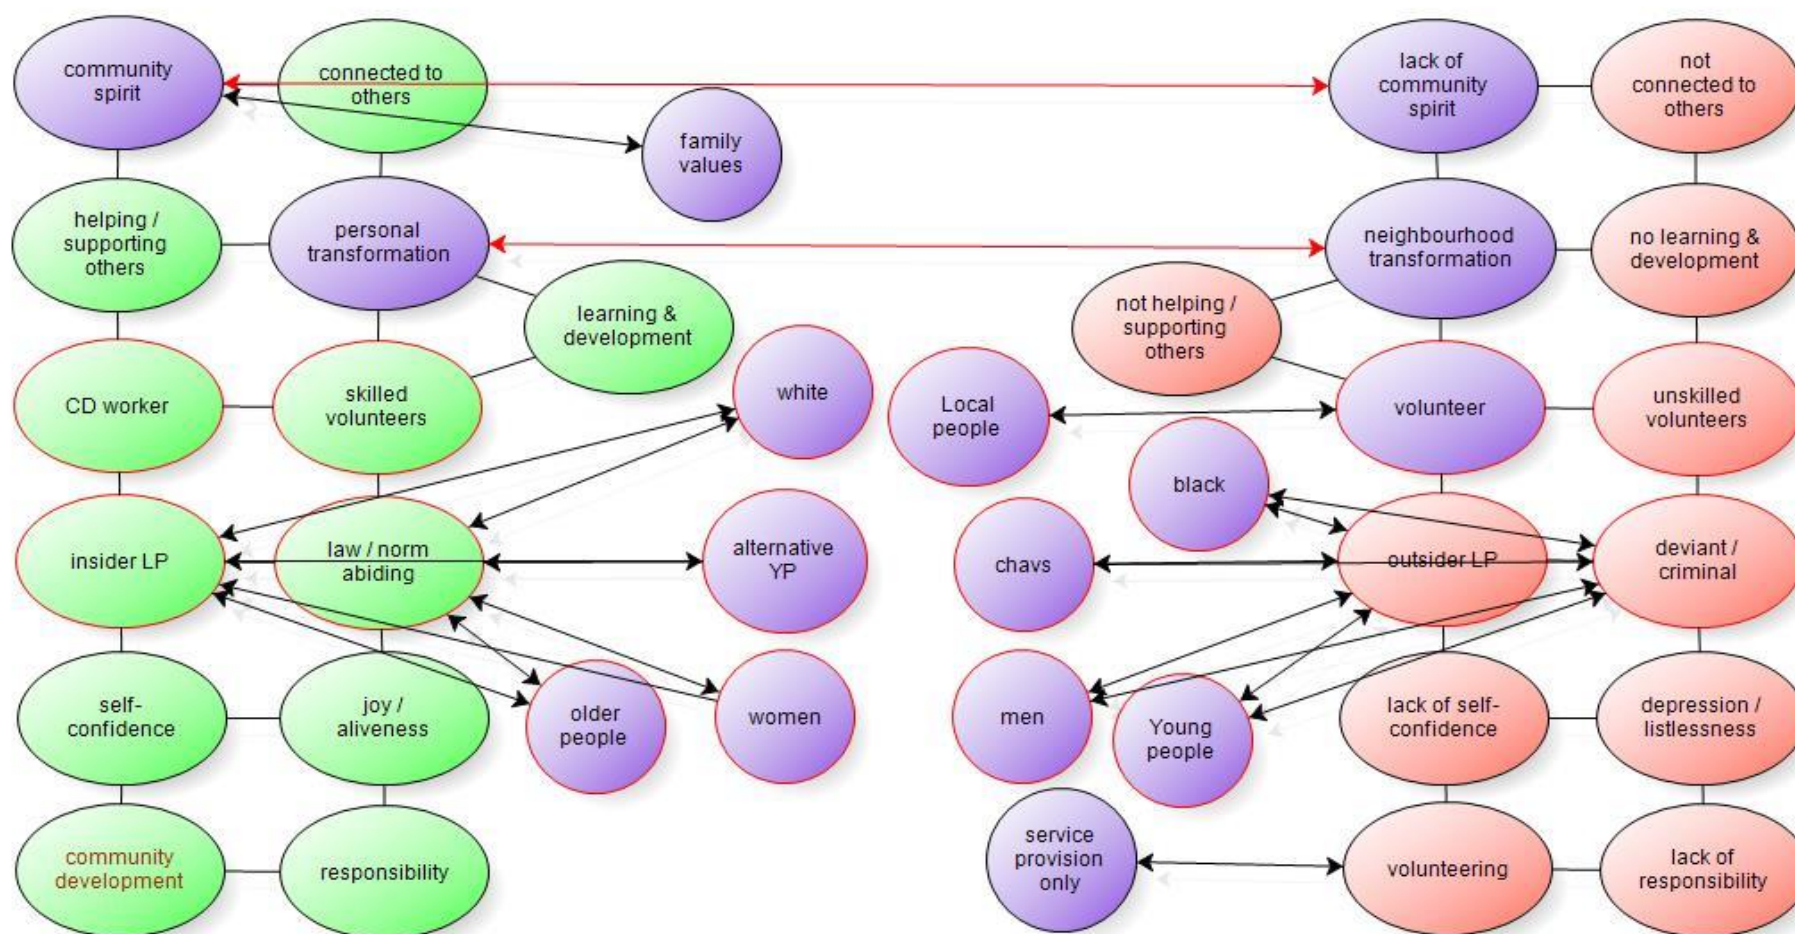 community
spirit
connected to
others
family
values
lack of
community
spirit
not
connected to
others
helping /
supporting
others
personal
transformation
learning &
development
neighbourhood
transformation
no learning &
development
not helping /
supporting
others
CD worker
skilled
volunteers
white
Local
people
volunteer
unskilled
volunteers
black
insider LP
law / norm
abiding
alternative
YP
chavs
outsider LP
deviant /
criminal
self-
confidence
joy /
aliveness
older
people
women
men
Young
people
lack of self-
confidence
depression /
listlessness
community
development
responsibility
service
provision
only
volunteering
lack of
responsibility